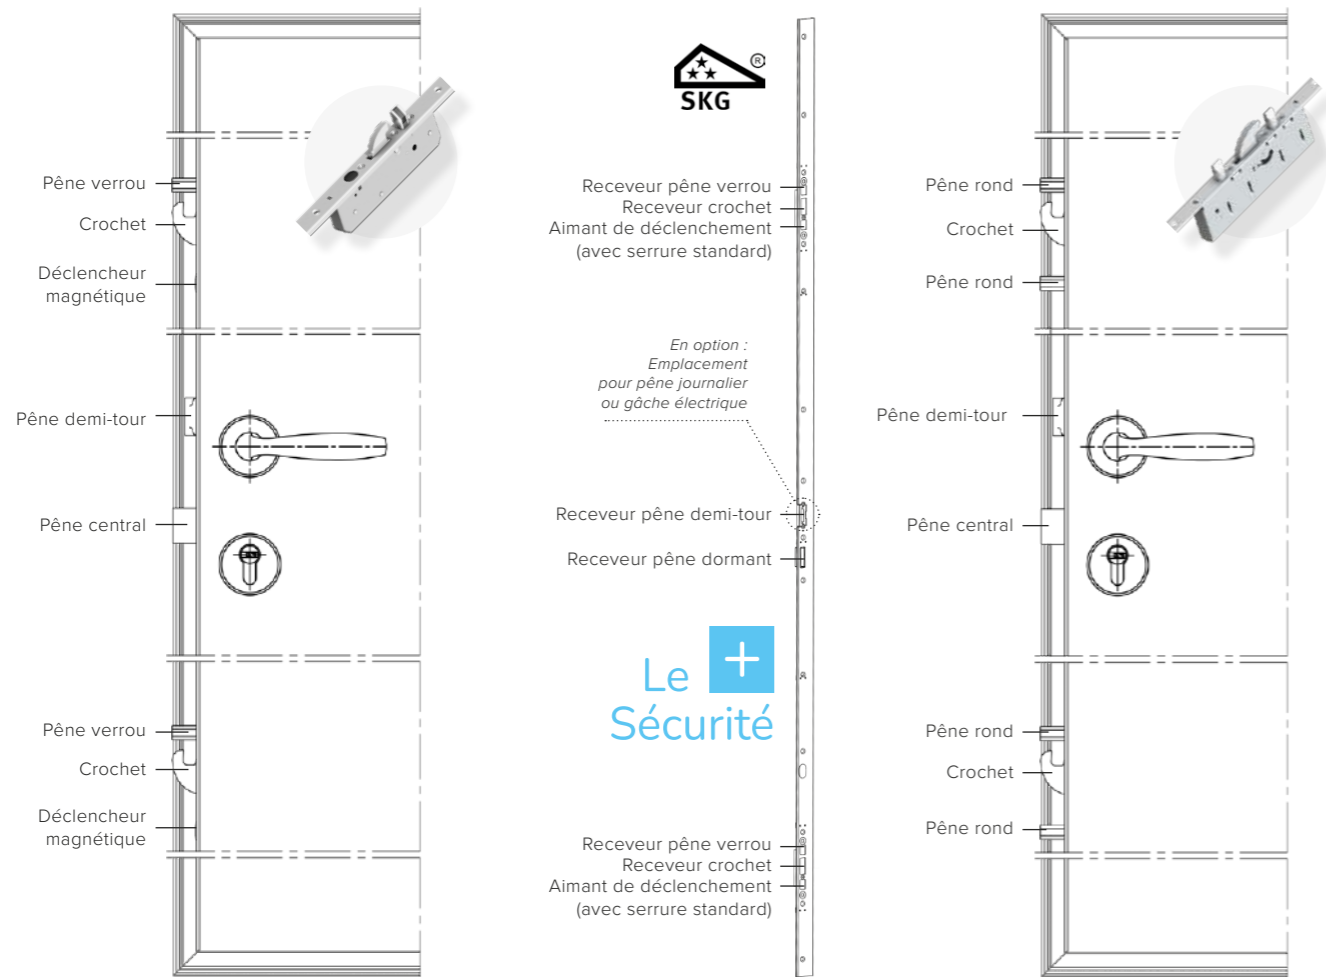 Pêne verrou
Crochet
Déclencheur
magnétique
Pêne demi-tour
Pêne central
Pêne verrou
Crochet
Déclencheur
magnétique
SKG
®
Receveur pêne verrou
Receveur crochet
Aimant de déclenchement
(avec serrure standard)
En option :
Emplacement
pour pêne journalier
ou gâche électrique
Receveur pêne demi-tour
Receveur pêne dormant
Le +
Sécurité
Receveur pêne verrou
Receveur crochet
Aimant de déclenchement
(avec serrure standard)
Pêne rond
Crochet
Pêne rond
Pêne demi-tour
Pêne central
Pêne rond
Crochet
Pêne rond